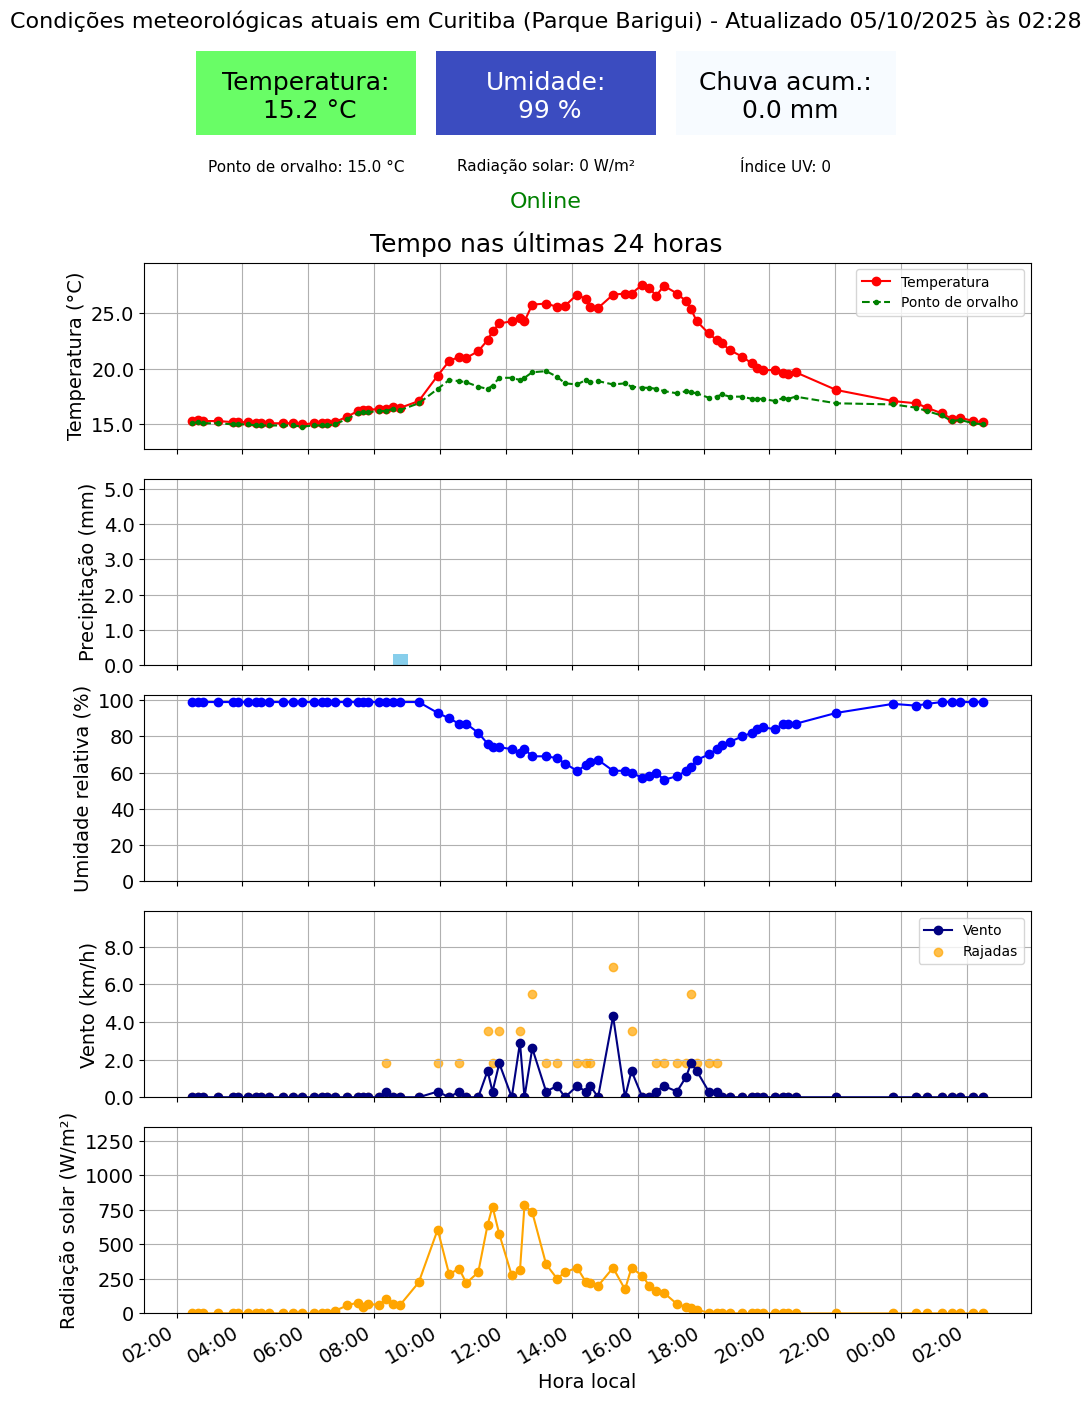 Condições meteorológicas atuais em Curitiba (Parque Barigui) - Atualizado 05/10/2025 às 02:28
Temperatura:
15.2 °C
Umidade:
99 %
Chuva acum.:
0.0 mm
Ponto de orvalho: 15.0 °C
Radiação solar: 0 W/m²
Índice UV: 0
Online
Tempo nas últimas 24 horas
Temperatura (°C)
25.0
20.0
15.0
Temperatura
Ponto de orvalho
Precipitação (mm)
5.0
4.0
3.0
2.0
1.0
0.0
Umidade relativa (%)
100
80
60
40
20
0
Vento (km/h)
8.0
6.0
4.0
2.0
0.0
Vento
Rajadas
Radiação solar (W/m²)
1250
1000
750
500
250
0
02:00
04:00
06:00
08:00
10:00
12:00
14:00
16:00
18:00
20:00
22:00
00:00
02:00
Hora local